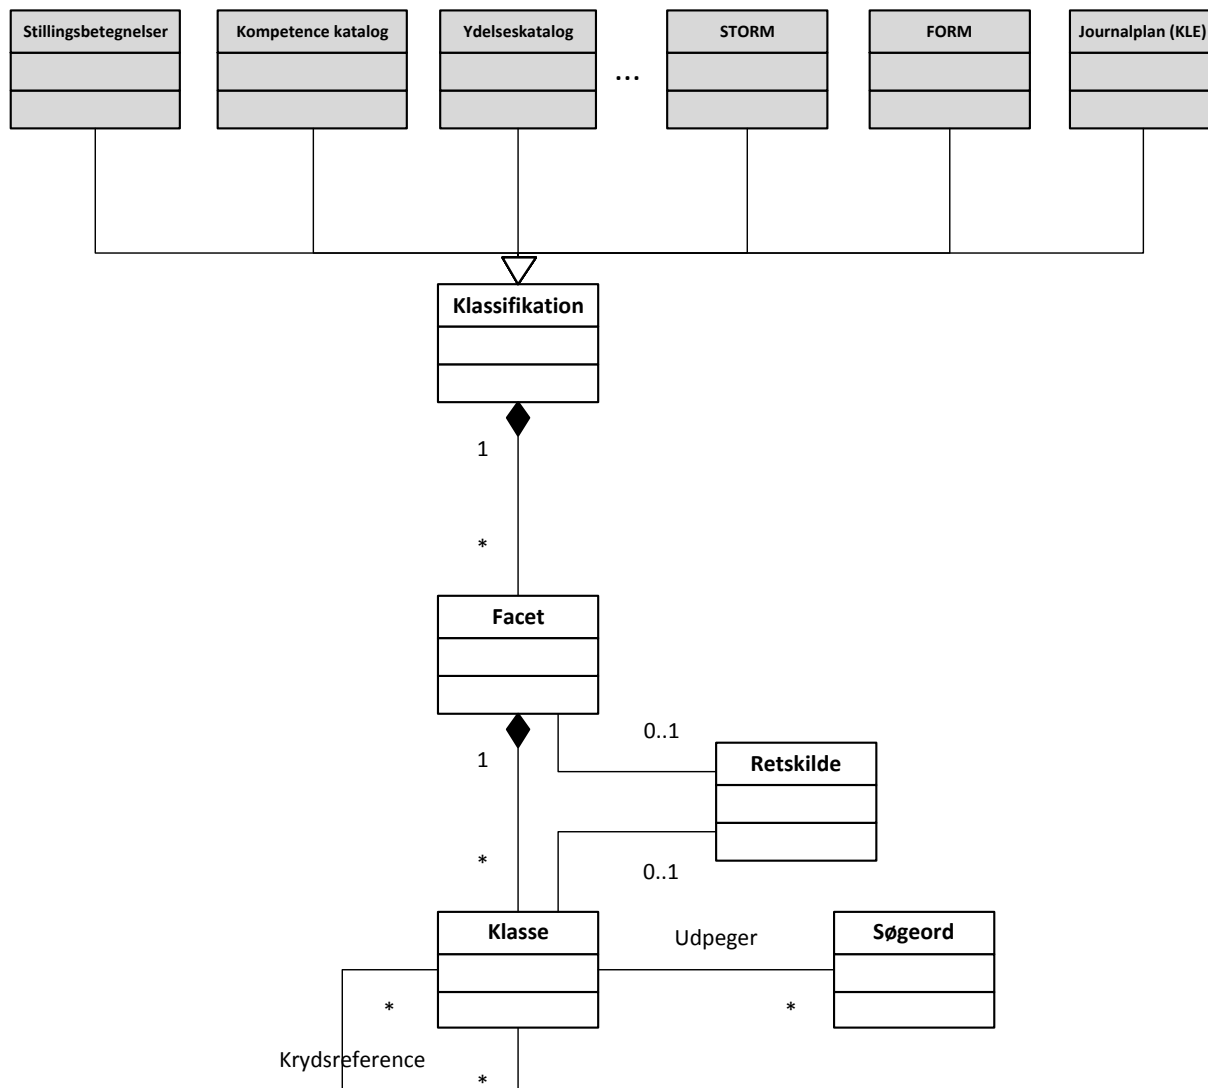 Stillingsbetegnelser
Kompetence katalog
Ydelseskatalog
...
STORM
FORM
Journalplan (KLE)
Klassifikation
1
*
Facet
1
0..1
Retskilde
*
0..1
Klasse
Udpeger
Søgeord
*
*
Krydsreference
*